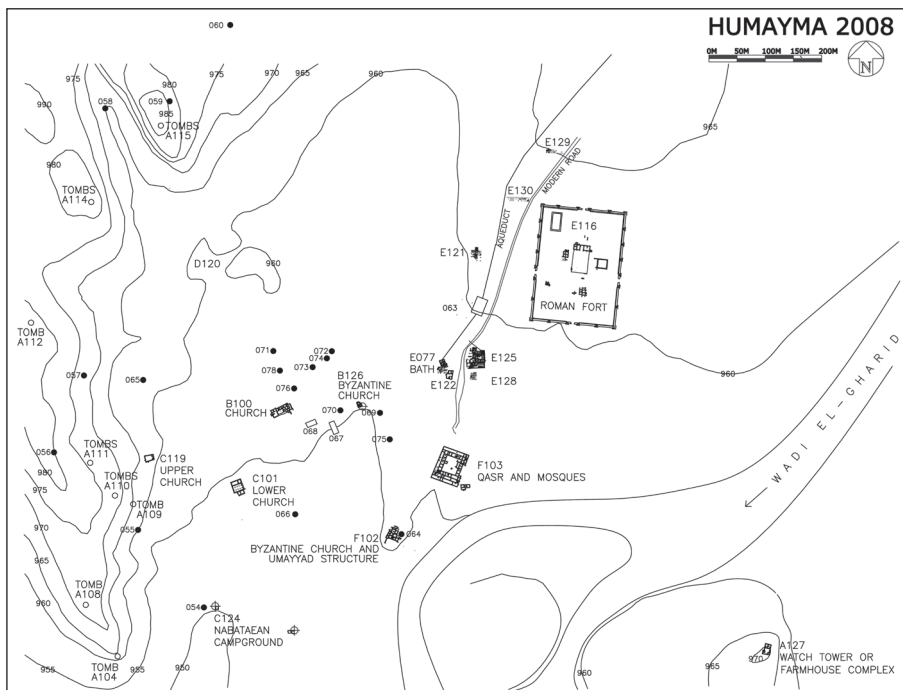 HUMAYMA 2008
0M 50M 100M 150M 200M
N
060
975
980
975
970
965
960
990
058
059
985
TOMBS
A115
965
E129
980
MODERN ROAD
E130
TOMBS
A114
AQUEDUCT
E116
E121
D120
960
063
ROMAN FORT
TOMB
A112
071
072
074
078
073
E077
BATH
E125
E122
E128
960
057
065
076
B126
BYZANTINE
CHURCH
B100
CHURCH
070
069
068
067
075
WADI EL-GHARID
056
980
975
TOMBS
A111
C119
UPPER
CHURCH
TOMBS
A110
C101
LOWER
CHURCH
F103
QASR AND MOSQUES
TOMB
A109
970
055
066
F102
064
BYZANTINE CHURCH AND
UMAYYAD STRUCTURE
965
960
TOMB
A108
054
C124
NABATAEAN
CAMPGROUND
955
TOMB
A104
955
950
960
965
970
A127
WATCH TOWER OR
FARMHOUSE COMPLEX